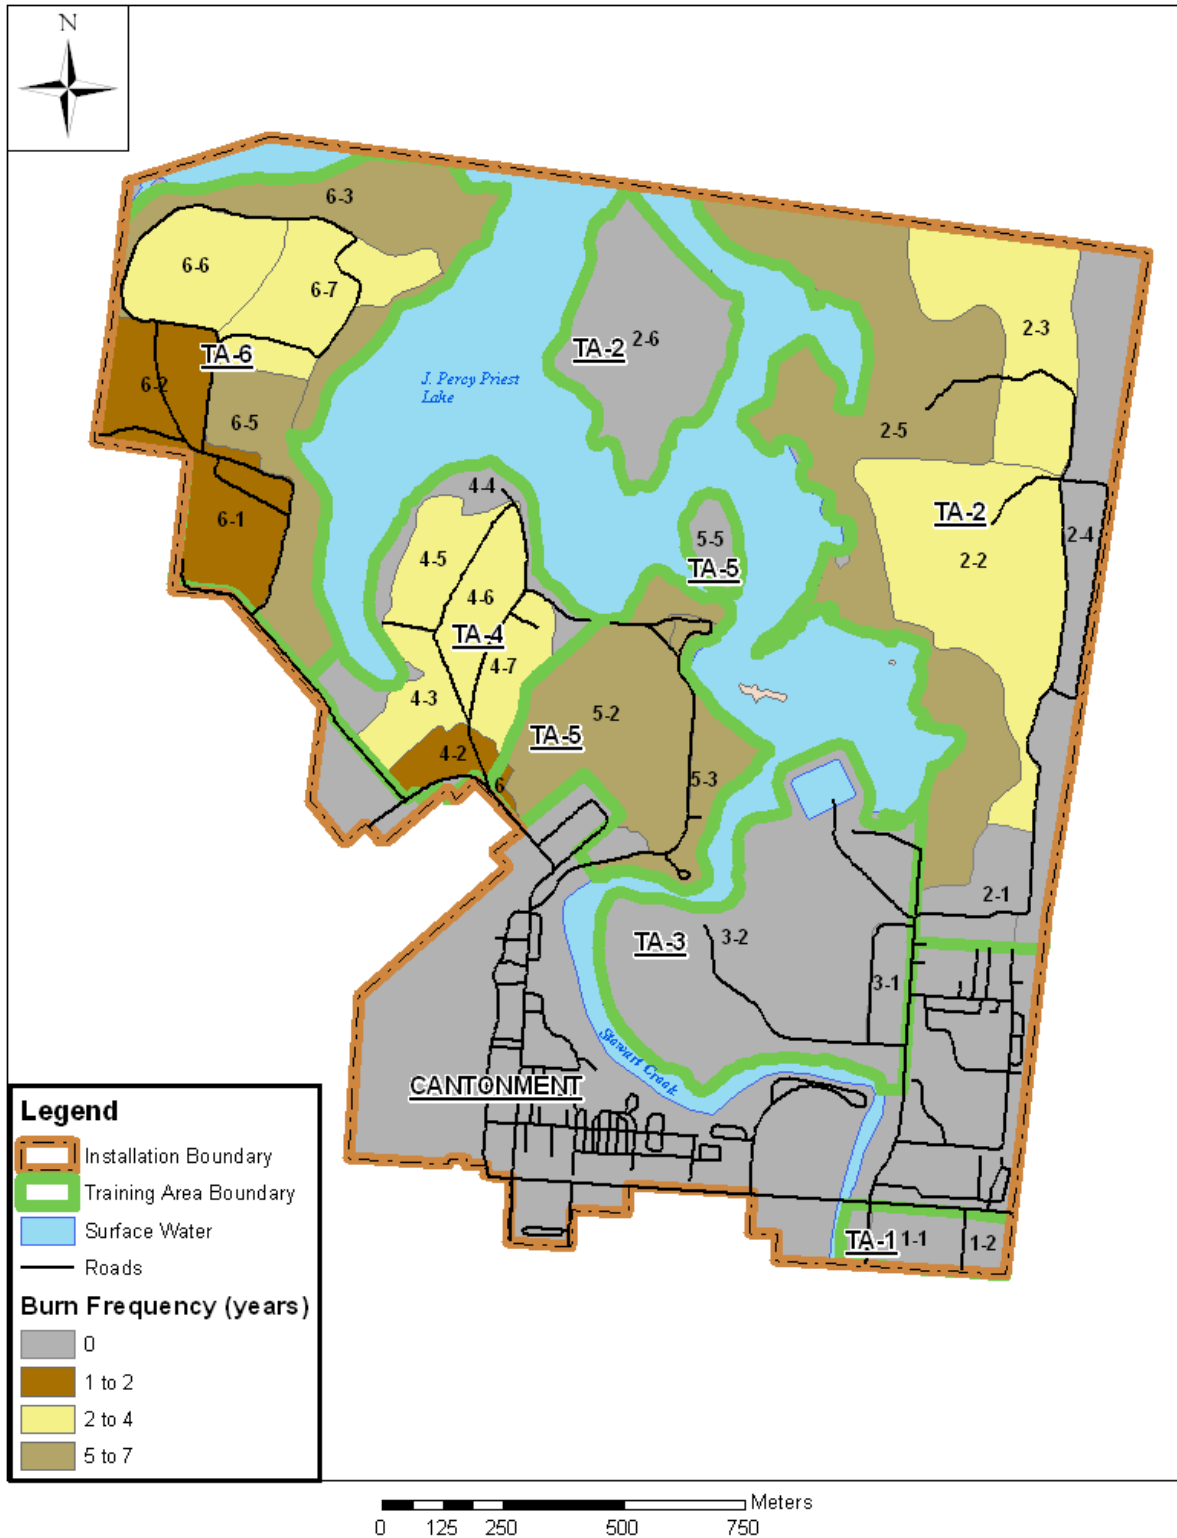 N
6-3
6-6
6-7
2-6
TA-2
2-3
TA-6
6-2
J. Percy Priest
Lake
6-5
2-5
4-4
6-1
TA-2
5-5
2-4
4-5
TA-5
2-2
4-6
TA-4
4-7
4-3
5-2
TA-5
4-2
5-3
6
2-1
TA-3
3-2
3-1
Stewart Creek
CANTONMENT
TA-1
1-1
1-2
Legend
Installation Boundary
Training Area Boundary
Surface Water
Roads
Burn Frequency (years)
0
1 to 2
2 to 4
5 to 7
Meters
0 125 250 500 750